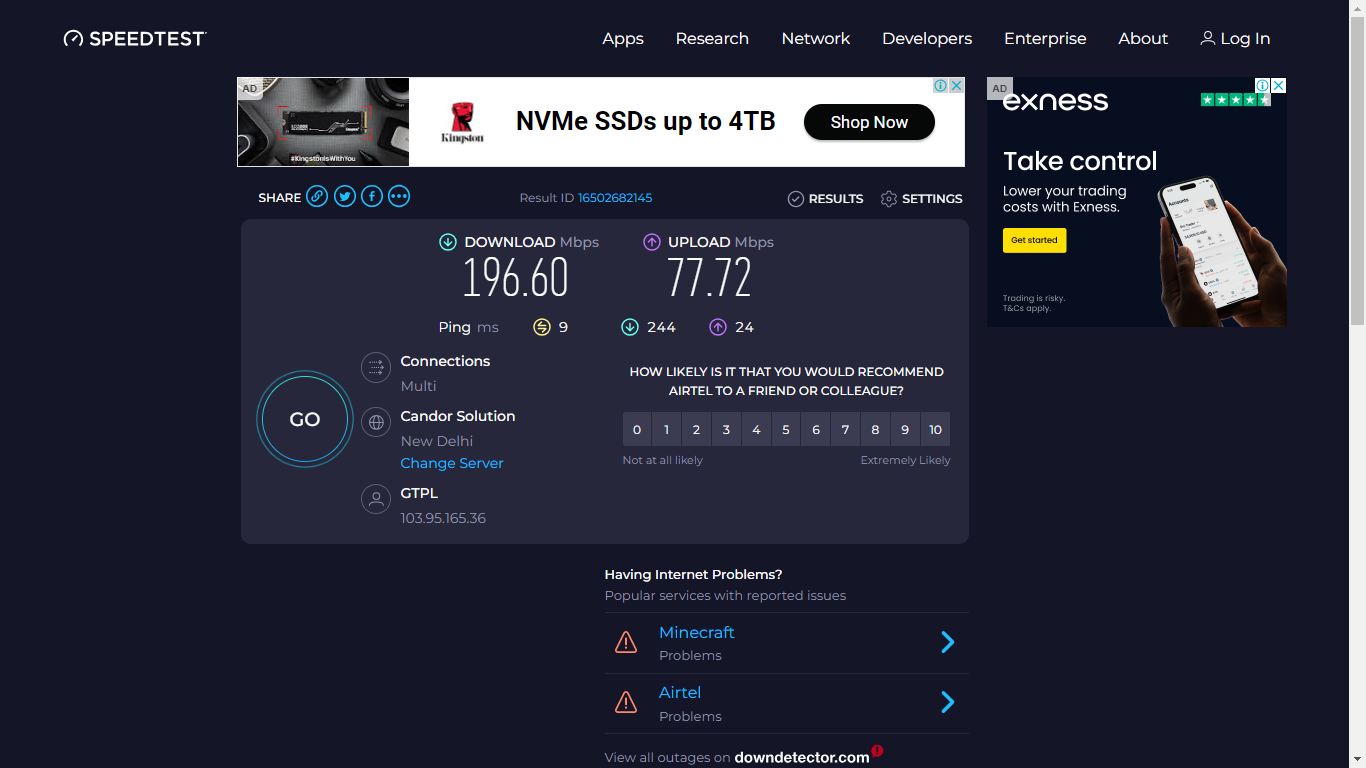 SPEEDTEST
Apps Research Network Developers Enterprise About Log In
AD
#KingstonIsWithYou
Kingston
NVMe SSDs up to 4TB
Shop Now
AD
exness
Take control
Lower your trading
costs with Exness.
Get started
Trading is risky.
T&Cs apply.
Accounts
SHARE
Result ID 16502682145
RESULTS SETTINGS
DOWNLOAD Mbps UPLOAD Mbps
196.60 77.72
Ping ms 9 244 24
Connections
Multi
Candor Solution
New Delhi
Change Server
GTPL
103.95.165.36
GO
HOW LIKELY IS IT THAT YOU WOULD RECOMMEND
AIRTEL TO A FRIEND OR COLLEAGUE?
0 1 2 3 4 5 6 7 8 9 10
Not at all likely Extremely Likely
Having Internet Problems?
Popular services with reported issues
Minecraft
Problems
Airtel
Problems
View all outages on downdetector.com